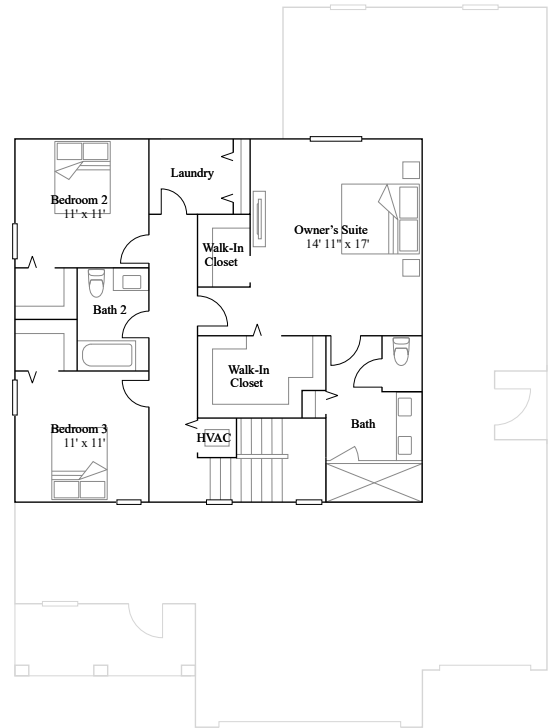 Laundry
Bedroom 2
11' x 11'
Owner's Suite
14' 11" x 17'
Walk-In
Closet
Bath 2
Walk-In
Closet
Bath
Bedroom 3
11' x 11'
HVAC